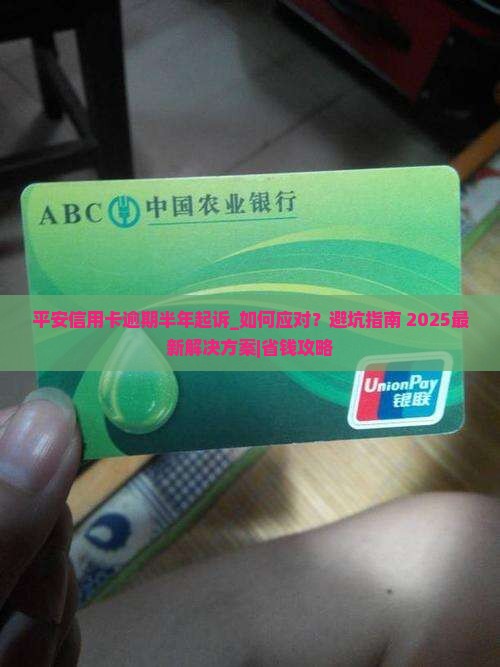 ABC 中国农业银行
平安信用卡逾期半年起诉_如何应对？避坑指南 2025最
新解决方案|省钱攻略
UnionPay
银联